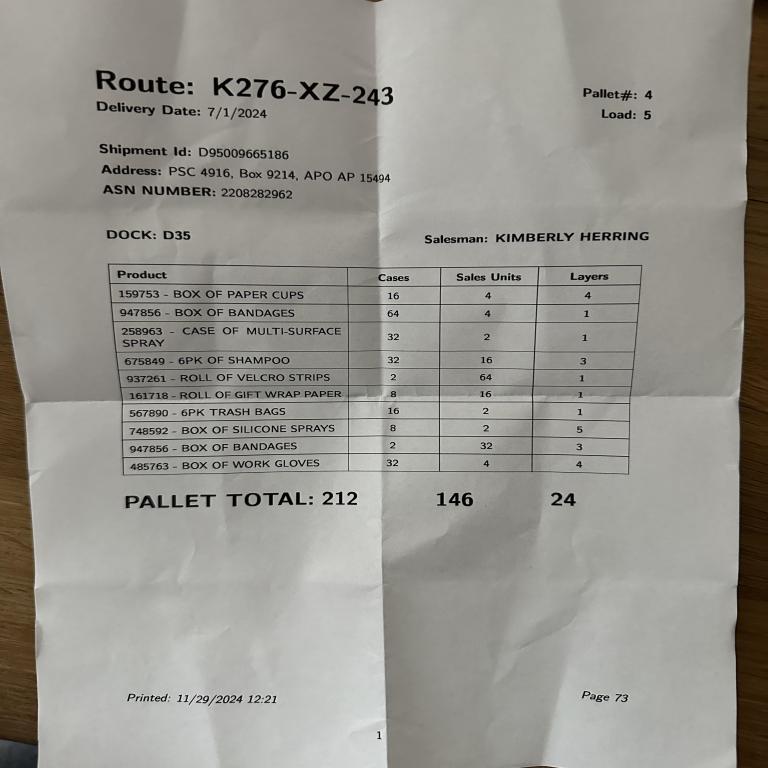 Route: K276-XZ-243
Delivery Date: 7/1/2024
Pallet#: 4
Load: 5
Shipment Id: D95009665186
Address: PSC 4916, Box 9214, APO AP 15494
ASN NUMBER: 2208282962
DOCK: D35
Salesman: KIMBERLY HERRING
Product Cases Sales Units Layers
159753 - BOX OF PAPER CUPS 16 4 4
947856 - BOX OF BANDAGES 64 4 1
258963 - CASE OF MULTI-SURFACE
SPRAY 32 2 1
675849 - 6PK OF SHAMPOO 32 16 3
937261 - ROLL OF VELCRO STRIPS 2 64 1
161718 - ROLL OF GIFT WRAP PAPER 8 16 1
567890 - 6PK TRASH BAGS 16 2 1
748592 - BOX OF SILICONE SPRAYS 8 2 5
947856 - BOX OF BANDAGES 2 32 3
485763 - BOX OF WORK GLOVES 32 4 4
PALLET TOTAL: 212 146 24
Printed: 11/29/2024 12:21
Page 73
1